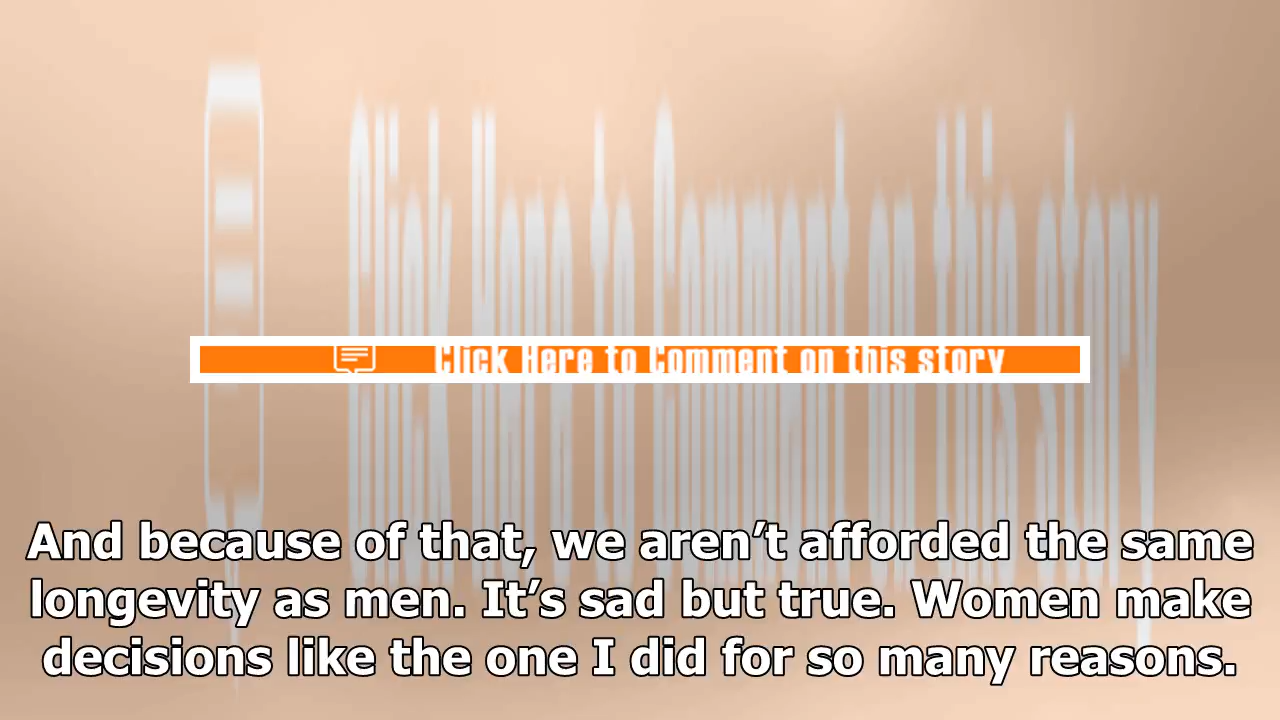 Click Here to Comment on this story
And because of that, we aren’t afforded the same
longevity as men. It’s sad but true. Women make
decisions like the one I did for so many reasons.